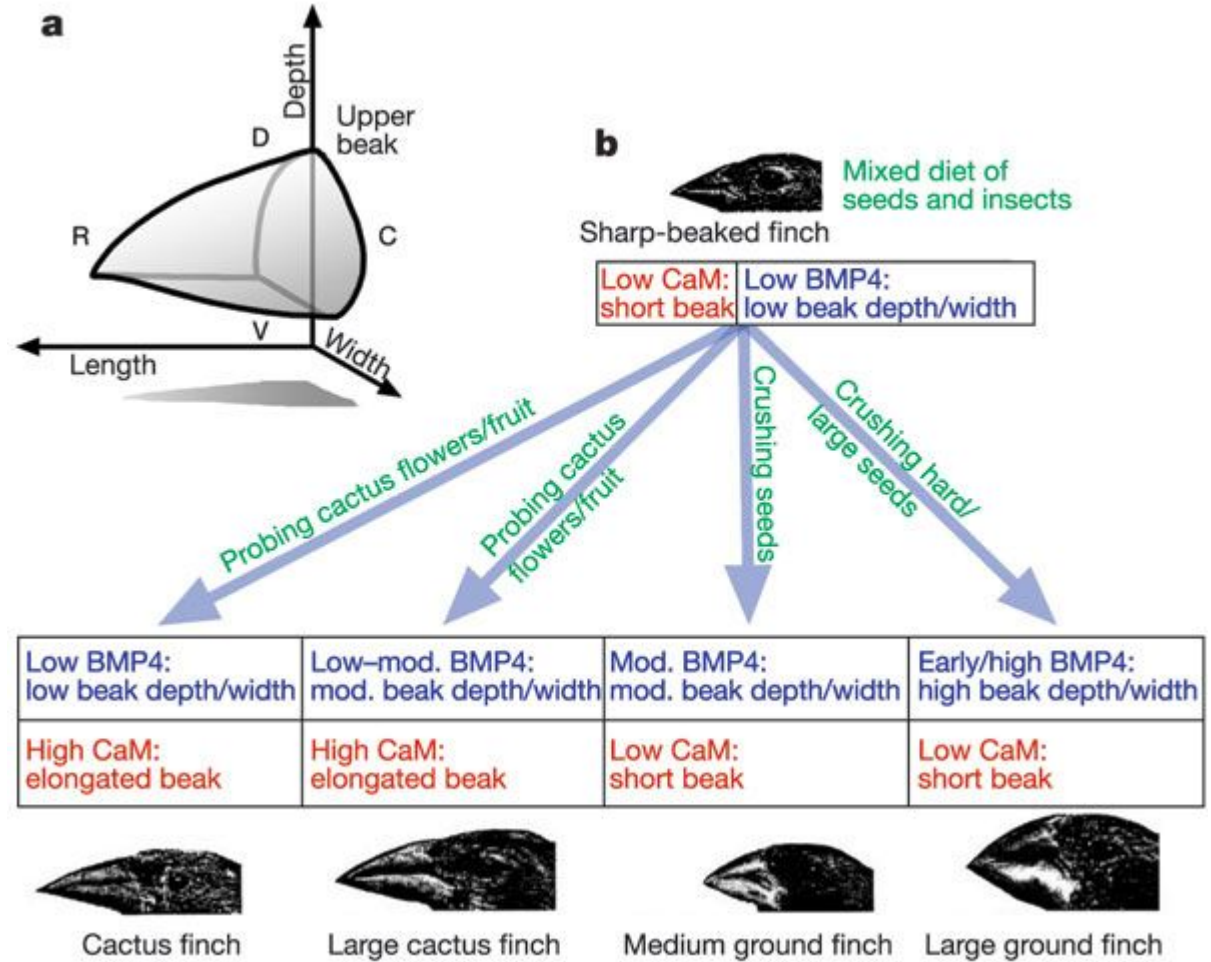 a
Depth
Upper
beak
D
R
C
V
Length
Width
b
Mixed diet of
seeds and insects
Sharp-beaked finch
Low CaM:
short beak
Low BMP4:
low beak depth/width
Probing cactus flowers/fruit
Probing cactus
flowers/fruit
Crushing seeds
Crushing hard/
large seeds
Low BMP4:
low beak depth/width
Low–mod. BMP4:
mod. beak depth/width
Mod. BMP4:
mod. beak depth/width
Early/high BMP4:
high beak depth/width
High CaM:
elongated beak
High CaM:
elongated beak
Low CaM:
short beak
Low CaM:
short beak
Cactus finch
Large cactus finch
Medium ground finch
Large ground finch